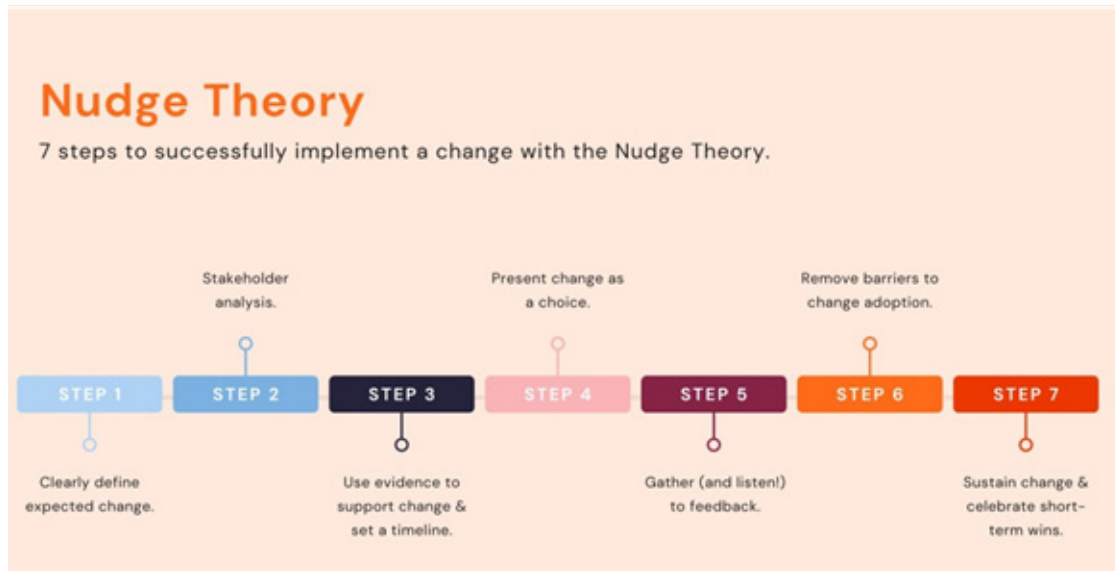 Nudge Theory
7 steps to successfully implement a change with the Nudge Theory.
STEP 1
Clearly define
expected change.
Stakeholder
analysis.
STEP 2
STEP 3
Use evidence to
support change &
set a timeline.
Present change as
a choice.
STEP 4
STEP 5
Gather (and listen!)
to feedback.
Remove barriers to
change adoption.
STEP 6
STEP 7
Sustain change &
celebrate short-
term wins.